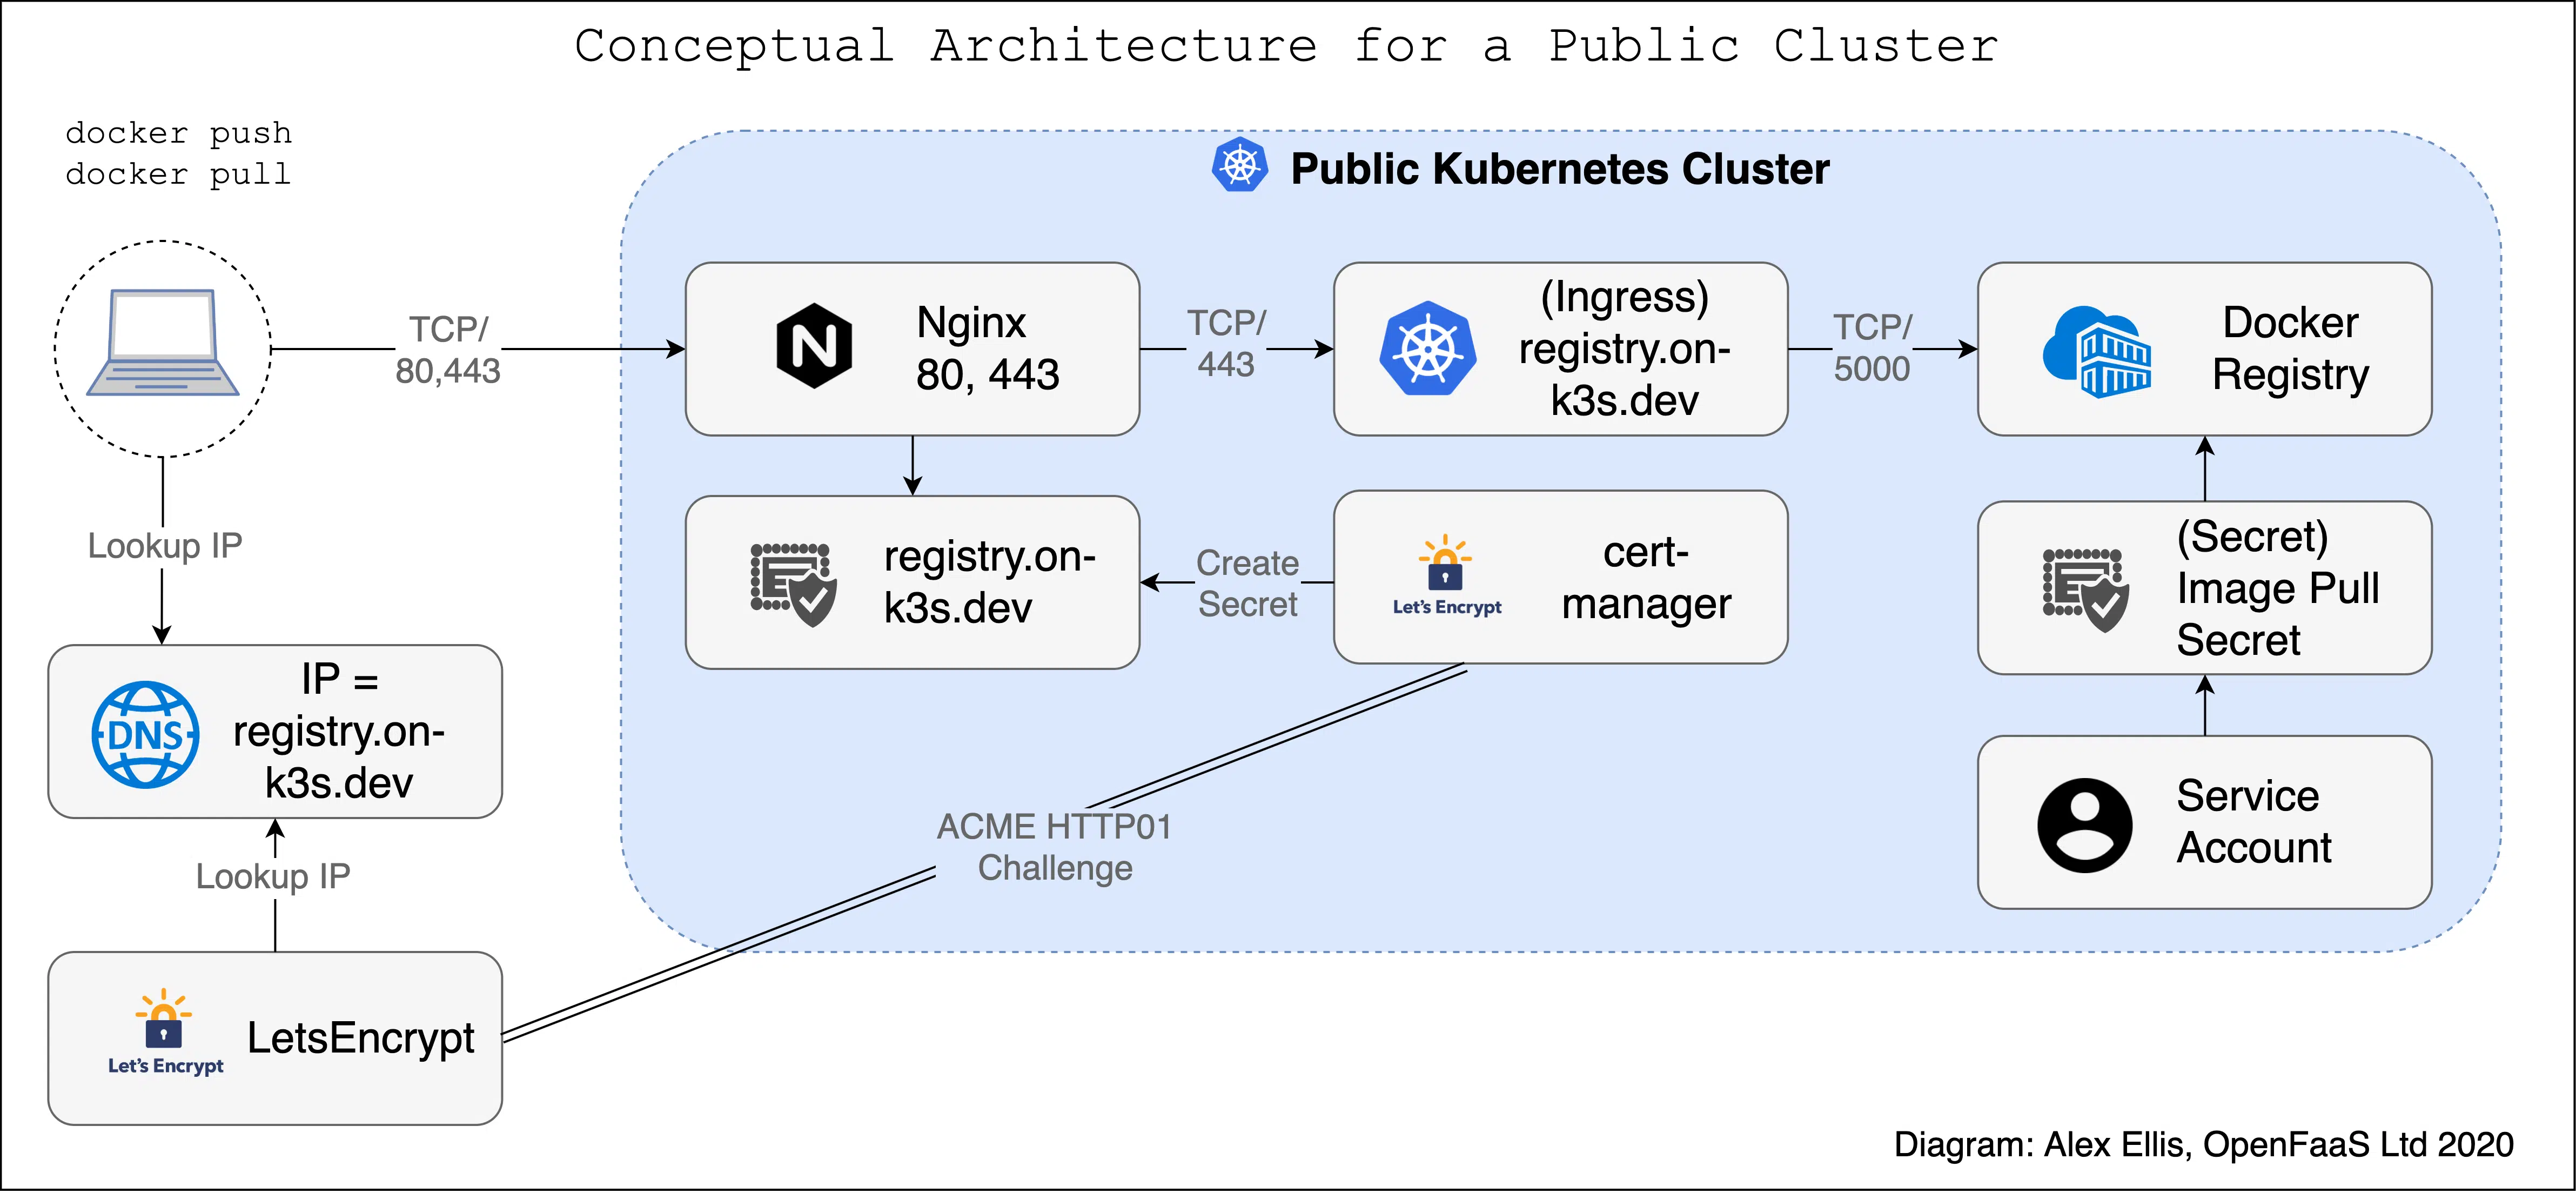 Conceptual Architecture for a Public Cluster
docker push
docker pull
Public Kubernetes Cluster
TCP/
80,443
Nginx
80, 443
TCP/
443
(Ingress)
registry.on-
k3s.dev
TCP/
5000
Docker
Registry
Lookup IP
registry.on-
k3s.dev
Create
Secret
Let's Encrypt
cert-
manager
(Secret)
Image Pull
Secret
DNS
IP =
registry.on-
k3s.dev
Service
Account
ACME HTTP01
Challenge
Lookup IP
Let's Encrypt
LetsEncrypt
Diagram: Alex Ellis, OpenFaaS Ltd 2020